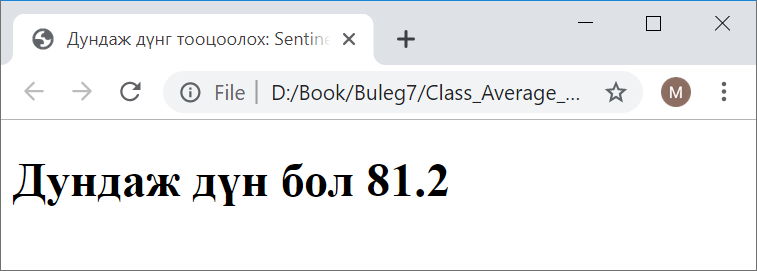 Дундаж дүнг тооцоолох: Sentine
File | D:/Book/Buleg7/Class_Average_...
M
Дундаж дүн бол 81.2